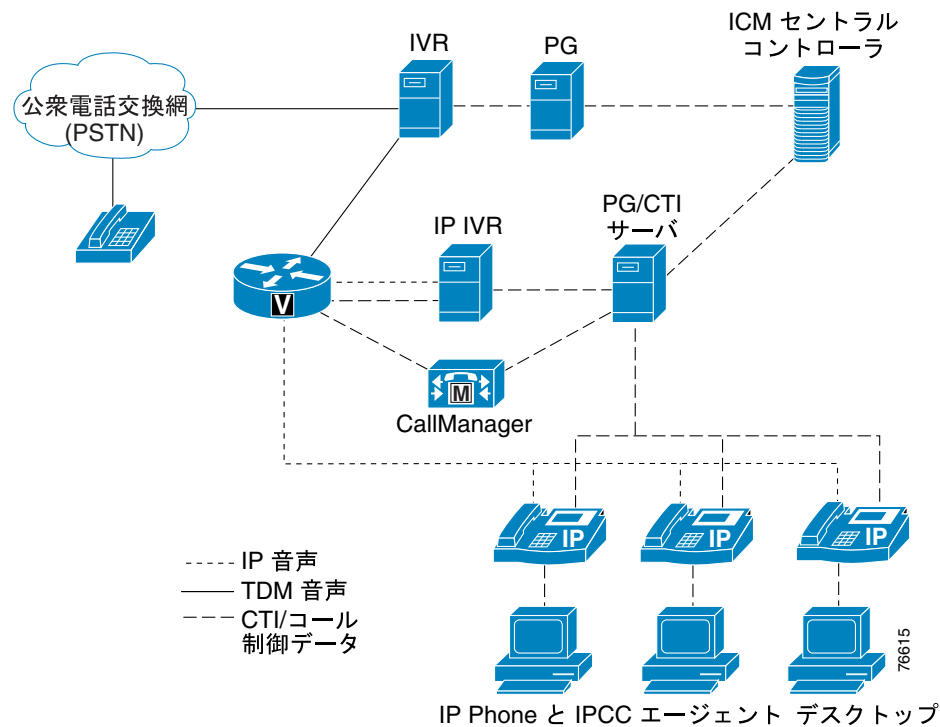 IVR
PG
ICM セントラル
コントローラ
公衆電話交換網
(PSTN)
PG/CTI
サーバ
IP IVR
V
M
CallManager
IP
IP
IP
IP 音声
TDM 音声
CTI/コール
制御データ
76615
IP Phone と IPCC エージェント デスクトップ